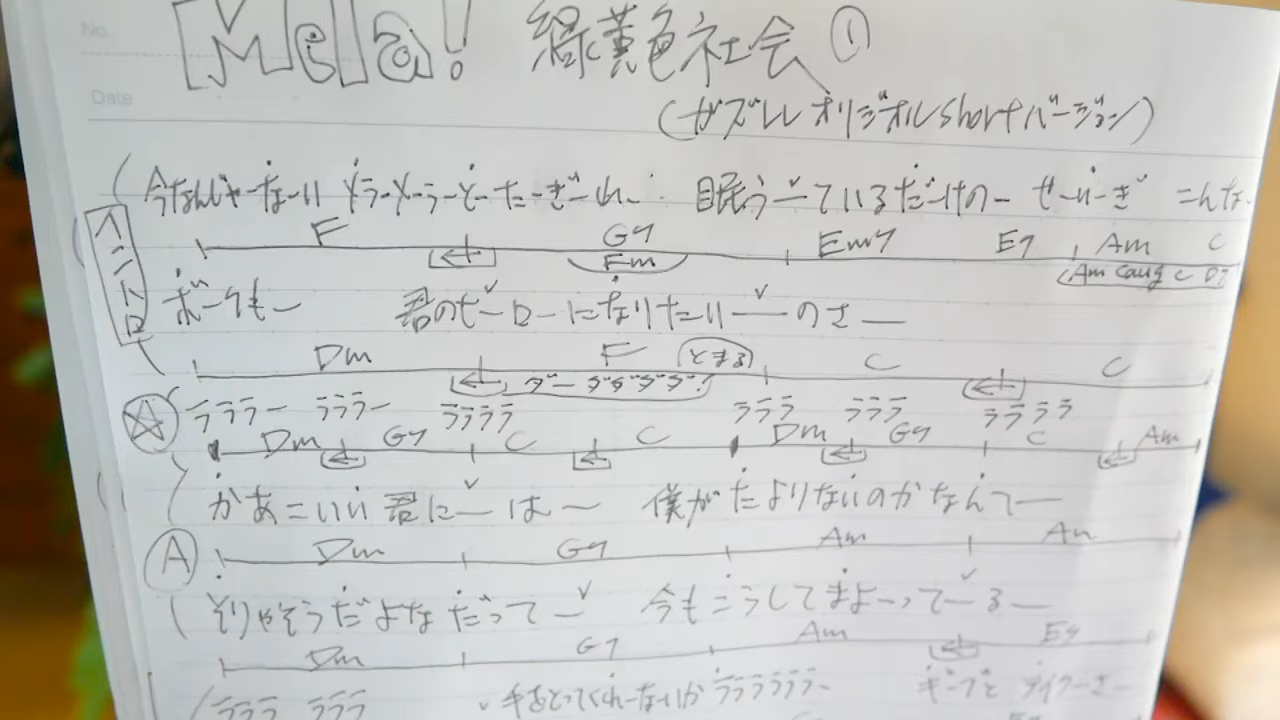 No.
Mela! 緑黄色社会 ①
Date
(ガズレレ オリジナル shortバージョン)
今なんじゃーなーい メラーメーラーとーたーぎーれー 眠うーているだけのー せーいーぎ こんな
イントロ
F G7 Em7 E7 Am C
Fm (Am caug C D7
ボークもー 君のヒーローになりたいーーのさー
Dm F (とまる) C C
ラララー ラララー ララララ ラララ ラララ ララララ
☆ Dm G7 C C Dm G7 C Am
かあこいい 君にーはー 僕がたよりないのかなんてー
Ⓐ Dm G7 Am Am
そりゃそうだよな だってー 今もこうしてまよーってーるー
Dm G7 Am E7
ラララ ラララ 手をとってくれーないか ララララララー ギーブと テイクーさー